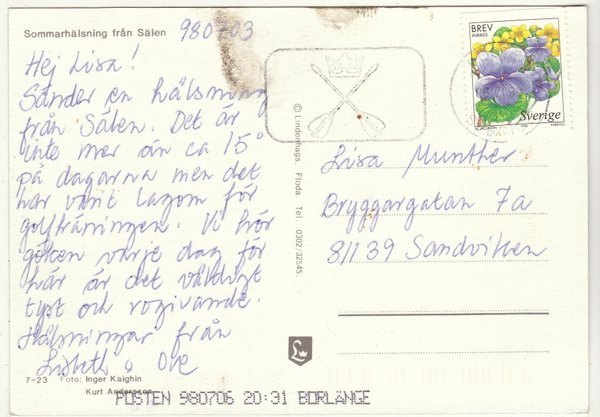 Sommarhälsning från Sälen
980703
Hej Lisa!
Sänder en hälsning
från Sälen. Det är
inte mer än ca 15°
på dagarna men det
har varit lagom för
golfträningen. Vi hör
göken varje dag för
här är det väldigt
tyst och rogivande.
Hälsningar från
Lisbeth o Ove
7-23 Foto: Inger Kaighin
Kurt Andersson
POSTEN 980706 20:31 BORLÄNGE
© Lindenhags, Floda. Tel. 0302/32545.
BREV
INRIKES
Sverige
Lisa Munther
Bryggargatan 7a
81139 Sandviken